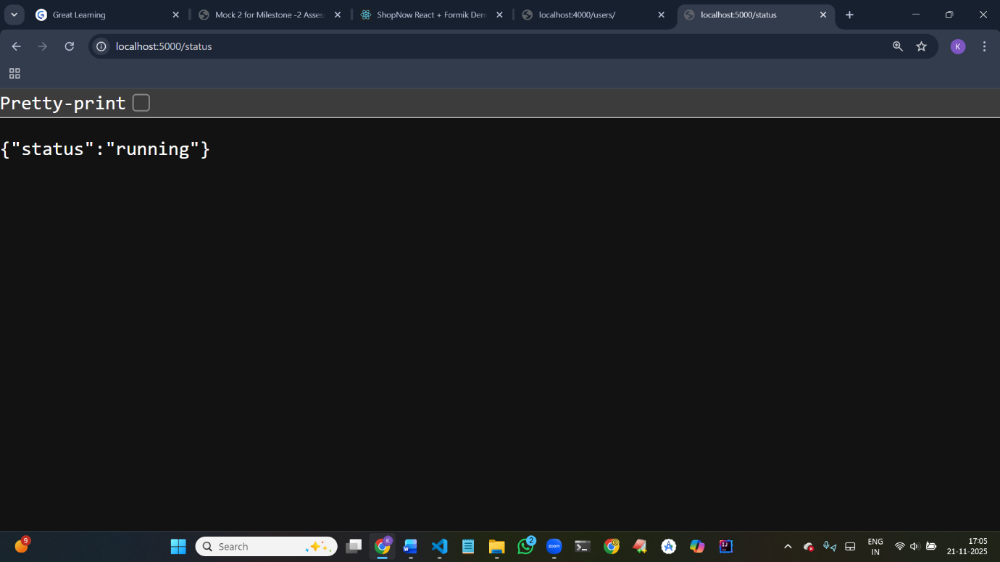 Great Learning
Mock 2 for Milestone -2 Asses
ShopNow React + Formik Dem
localhost:4000/users/
localhost:5000/status
localhost:5000/status
K
Pretty-print
{"status":"running"}
9
Search
K
2
zoom
ENG
IN
17:05
21-11-2025